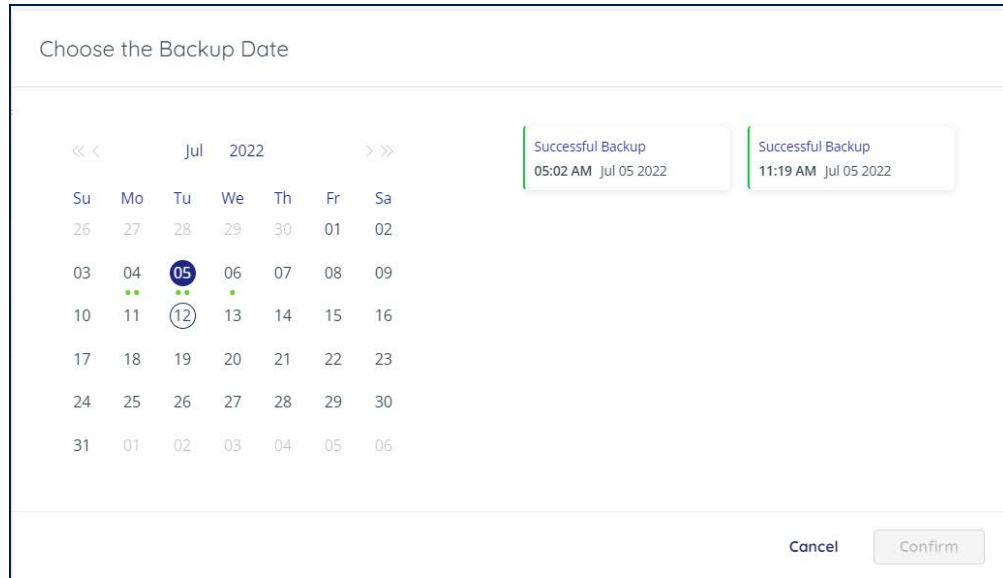 Choose the Backup Date
Jul 2022
Su Mo Tu We Th Fr Sa
26 27 28 29 30 01 02
03 04 05 06 07 08 09
10 11 12 13 14 15 16
17 18 19 20 21 22 23
24 25 26 27 28 29 30
31 01 02 03 04 05 06
Successful Backup
05:02 AM Jul 05 2022
Successful Backup
11:19 AM Jul 05 2022
Cancel Confirm